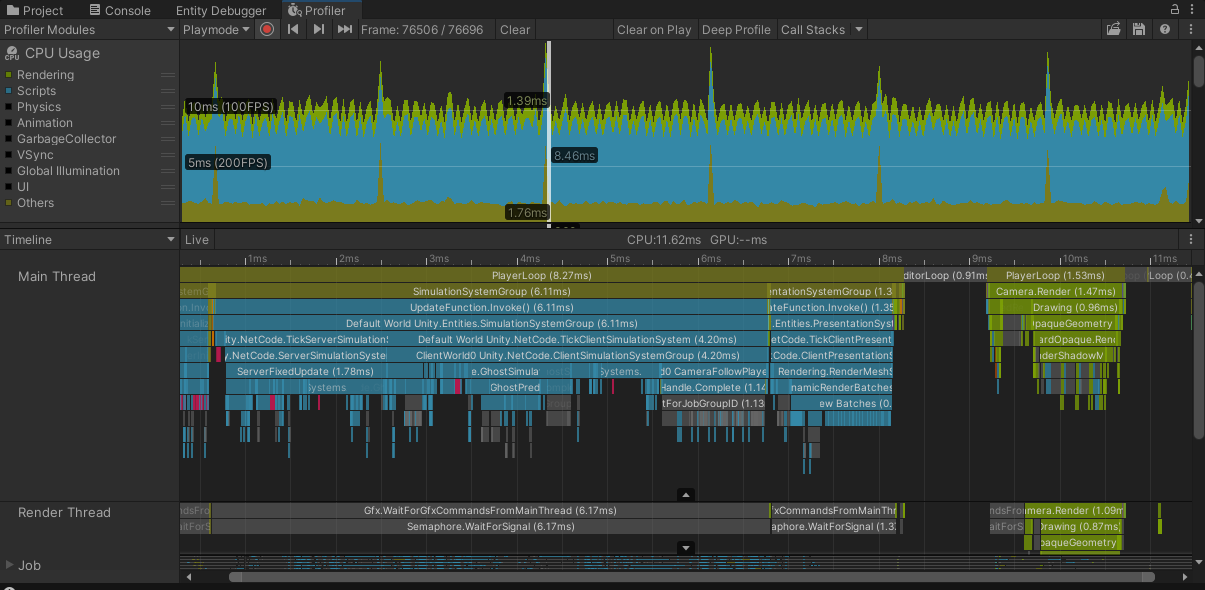 Project Console Entity Debugger Profiler
Profiler Modules Playmode Frame: 76506 / 76696 Clear Clear on Play Deep Profile Call Stacks
CPU Usage
Rendering
Scripts
Physics
Animation
GarbageCollector
VSync
Global Illumination
UI
Others
10ms (100FPS)
1.39ms
8.46ms
5ms (200FPS)
1.76ms
Timeline Live CPU:11.62ms GPU:--ms
1ms 2ms 3ms 4ms 5ms 6ms 7ms 8ms 9ms 10ms 11ms
Main Thread
PlayerLoop (8.27ms) ditorLoop (0.91ms PlayerLoop (1.53ms) Loop (0.4
SimulationSystemGroup (6.11ms) entationSystemGroup (1.3 Camera.Render (1.47ms)
UpdateFunction.Invoke() (6.11ms) ateFunction.Invoke() (1.35 Drawing (0.96ms)
Default World Unity.Entities.SimulationSystemGroup (6.11ms) .Entities.PresentationSyst paqueGeometry
ity.NetCode.TickServerSimulationS Default World Unity.NetCode.TickClientSimulationSystem (4.20ms) etCode.TickClientPresent ardOpaque.Rend
y.NetCode.ServerSimulationSyste ClientWorld0 Unity.NetCode.ClientSimulationSystemGroup (4.20ms) Code.ClientPresentationS derShadowM
ServerFixedUpdate (1.78ms) e.GhostSimula Systems. d0 CameraFollowPlaye Rendering.RenderMeshS
Systems GhostPred Handle.Complete (1.14 namicRenderBatches
tForJobGroupID (1.13 ew Batches (0.
Render Thread
dsFro Gfx.WaitForGfxCommandsFromMainThread (6.17ms) xCommandsFromMainThr ndsFro mera.Render (1.09m
aitForS Semaphore.WaitForSignal (6.17ms) aphore.WaitForSignal (1.3 aitForS Drawing (0.87ms)
paqueGeometry
Job